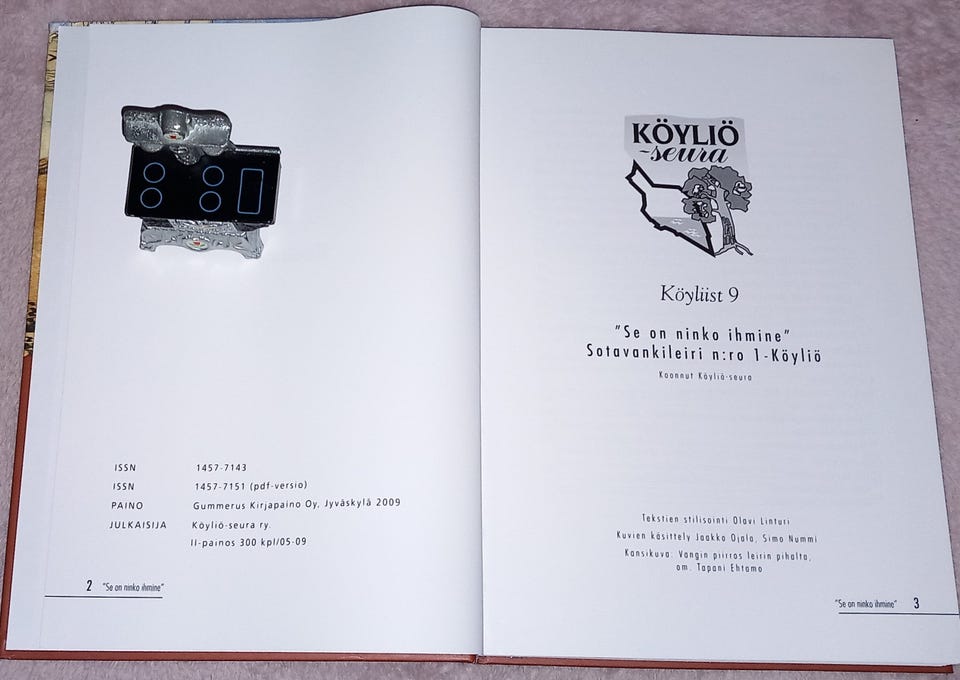 ISSN 1457-7143
ISSN 1457-7151 (pdf-versio)
PAINO Gummerus Kirjapaino Oy, Jyväskylä 2009
JULKAISIJA Köyliö-seura ry.
II-painos 300 kpl/05-09
2 "Se on ninko ihmine"
KÖYLIÖ
-seura
Köyliist 9
"Se on ninko ihmine"
Sotavankileiri n:ro 1-Köyliö
Koonnut Köyliö-seura
Tekstien stilisointi Olavi Linturi
Kuvien käsittely Jaakko Ojala, Simo Nummi
Kansikuva: Vangin piirros leirin pihalta,
om. Tapani Ehtamo
"Se on ninko ihmine" 3